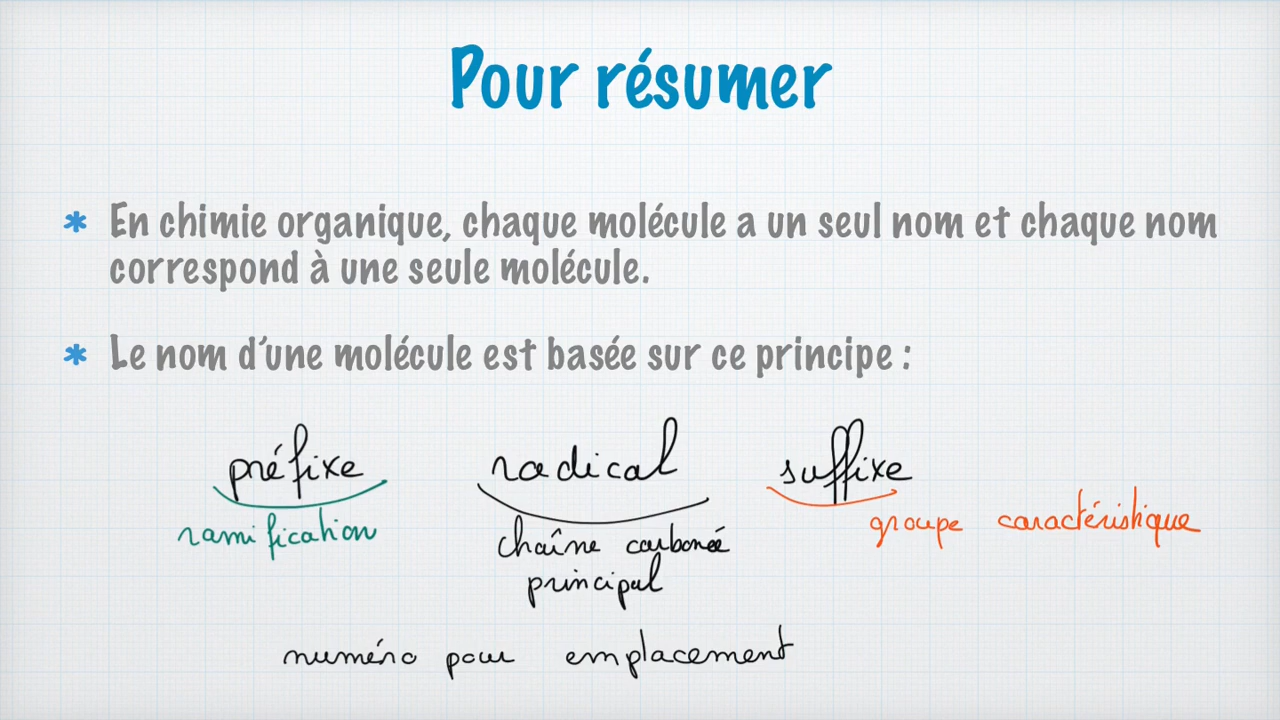 Pour résumer
* En chimie organique, chaque molécule a un seul nom et chaque nom
correspond à une seule molécule.
* Le nom d'une molécule est basée sur ce principe :
préfixe radical suffixe
ramification chaîne carbonée groupe caractéristique
principal
numéro pour emplacement